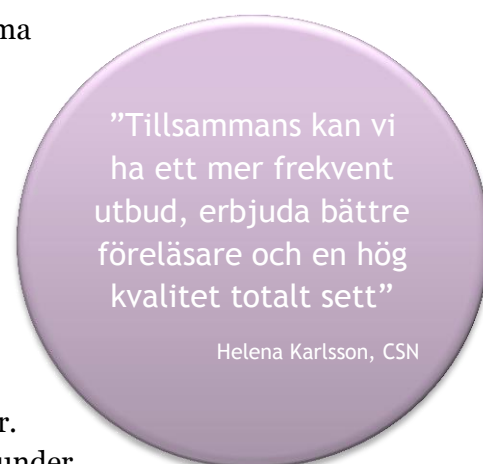 ”Tillsammans kan vi
ha ett mer frekvent
utbud, erbjuda bättre
föreläsare och en hög
kvalitet totalt sett”
Helena Karlsson, CSN
under